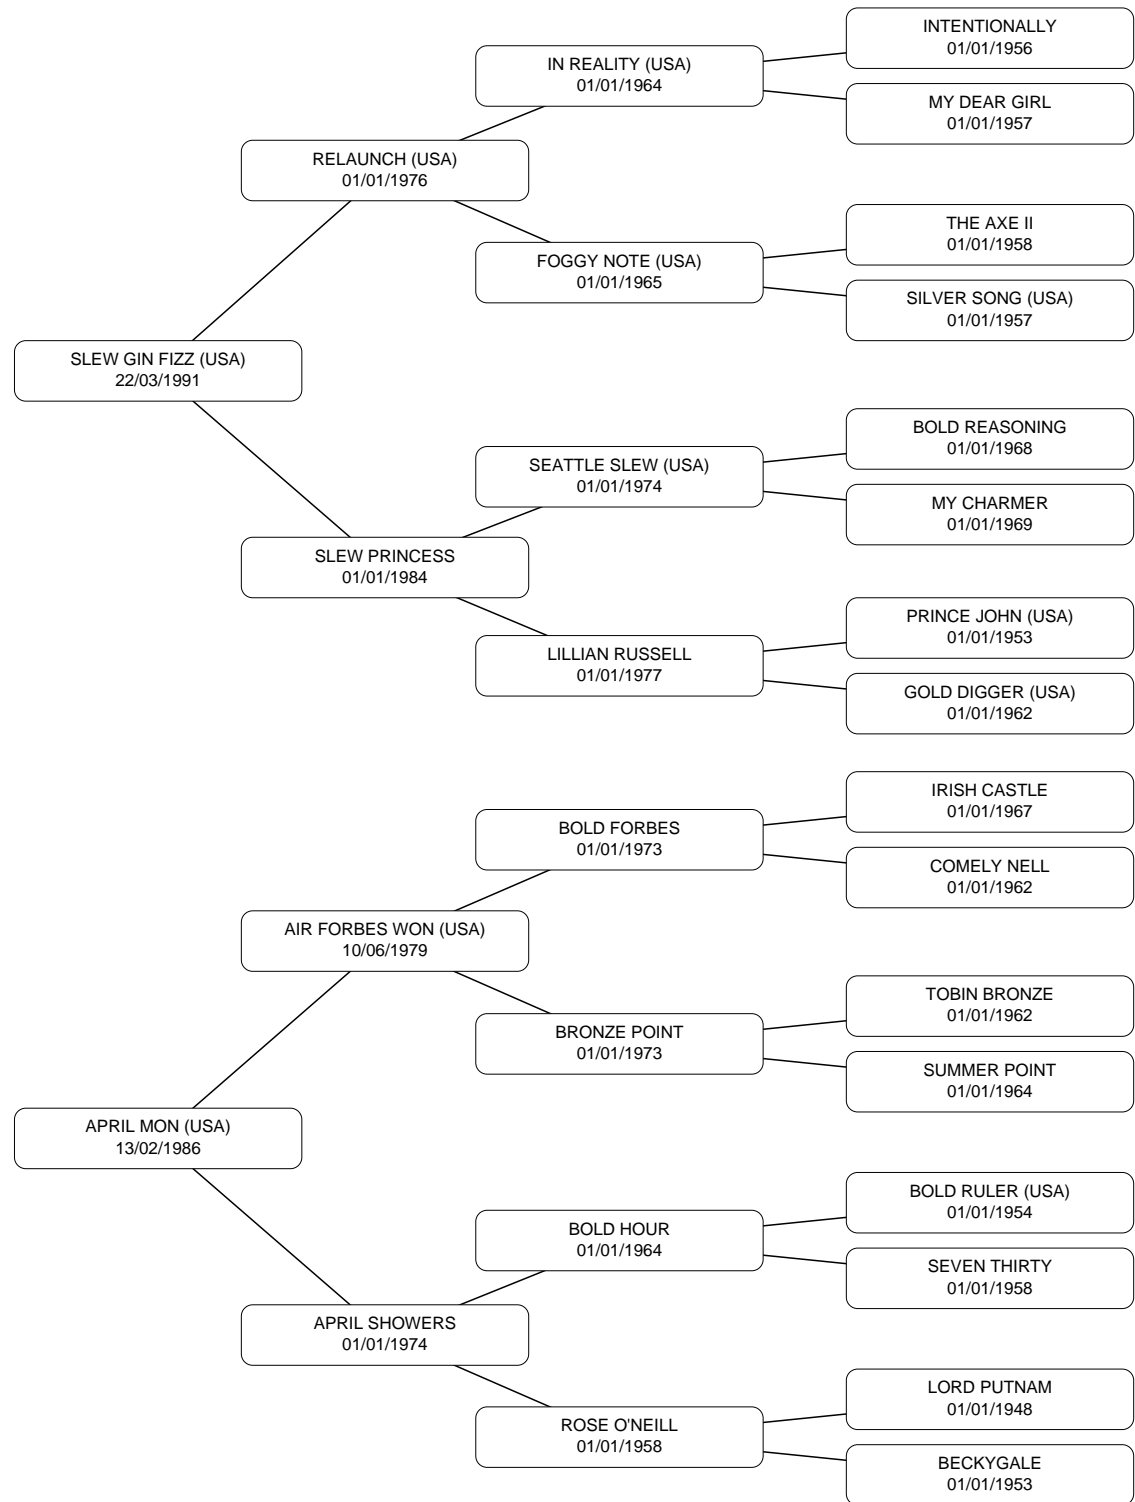 INTENTIONALLY
01/01/1956
IN REALITY (USA)
01/01/1964
MY DEAR GIRL
01/01/1957
RELAUNCH (USA)
01/01/1976
THE AXE II
01/01/1958
FOGGY NOTE (USA)
01/01/1965
SILVER SONG (USA)
01/01/1957
SLEW GIN FIZZ (USA)
22/03/1991
BOLD REASONING
01/01/1968
SEATTLE SLEW (USA)
01/01/1974
MY CHARMER
01/01/1969
SLEW PRINCESS
01/01/1984
PRINCE JOHN (USA)
01/01/1953
LILLIAN RUSSELL
01/01/1977
GOLD DIGGER (USA)
01/01/1962
IRISH CASTLE
01/01/1967
BOLD FORBES
01/01/1973
COMELY NELL
01/01/1962
AIR FORBES WON (USA)
10/06/1979
TOBIN BRONZE
01/01/1962
BRONZE POINT
01/01/1973
SUMMER POINT
01/01/1964
APRIL MON (USA)
13/02/1986
BOLD RULER (USA)
01/01/1954
BOLD HOUR
01/01/1964
SEVEN THIRTY
01/01/1958
APRIL SHOWERS
01/01/1974
LORD PUTNAM
01/01/1948
ROSE O'NEILL
01/01/1958
BECKYGALE
01/01/1953